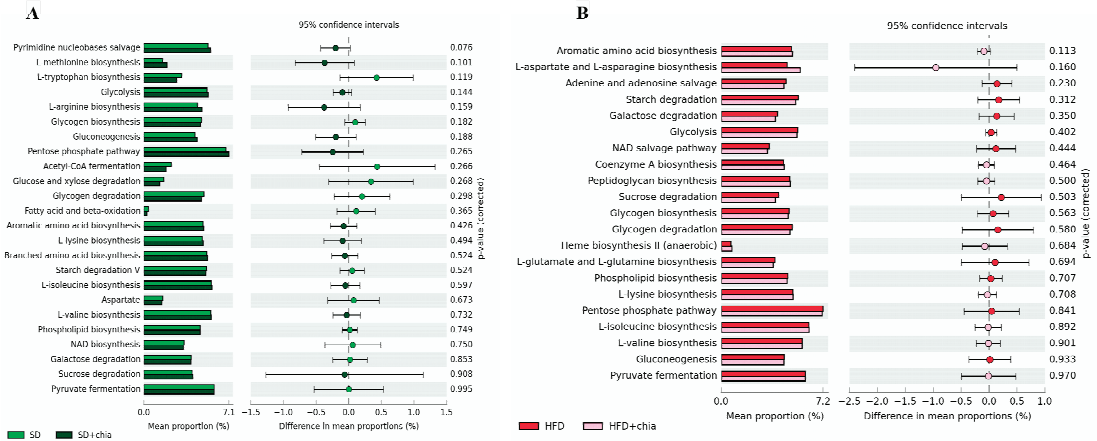 A
95% confidence intervals
Pyrimidine nucleobases salvage 0.076
L methionine biosynthesis 0.101
L-tryptophan biosynthesis 0.119
Glycolysis 0.144
L-arginine biosynthesis 0.159
Glycogen biosynthesis 0.182
Gluconeogenesis 0.188
Pentose phosphate pathway 0.265
Acetyl-CoA fermentation 0.266
Glucose and xylose degradation 0.268
Glycogen degradation 0.298
Fatty acid and beta-oxidation 0.365
Aromatic amino acid biosynthesis 0.426
L lysine biosynthesis 0.494
Branched amino acid biosynthesis 0.524
Starch degradation V 0.524
L-isoleucine biosynthesis 0.597
Aspartate 0.673
L-valine biosynthesis 0.732
Phospholipid biosynthesis 0.749
NAD biosynthesis 0.750
Galactose degradation 0.853
Sucrose degradation 0.908
Pyruvate fermentation 0.995
p-value (corrected)
0.0 7.1 −1.5 −1.0 −0.5 0.0 0.5 1.0 1.5
Mean proportion (%) Difference in mean proportions (%)
SD SD+chia
B
95% confidence intervals
Aromatic amino acid biosynthesis 0.113
L-aspartate and L-asparagine biosynthesis 0.160
Adenine and adenosine salvage 0.230
Starch degradation 0.312
Galactose degradation 0.350
Glycolysis 0.402
NAD salvage pathway 0.444
Coenzyme A biosynthesis 0.464
Peptidoglycan biosynthesis 0.500
Sucrose degradation 0.503
Glycogen biosynthesis 0.563
Glycogen degradation 0.580
Heme biosynthesis II (anaerobic) 0.684
L-glutamate and L-glutamine biosynthesis 0.694
Phospholipid biosynthesis 0.707
L-lysine biosynthesis 0.708
Pentose phosphate pathway 0.841
L-isoleucine biosynthesis 0.892
L-valine biosynthesis 0.901
Gluconeogenesis 0.933
Pyruvate fermentation 0.970
p-value (corrected)
0.0 7.2 −2.5 −2.0 −1.5 −1.0 −0.5 0.0 0.5 1.0
Mean proportion (%) Difference in mean proportions (%)
HFD HFD+chia